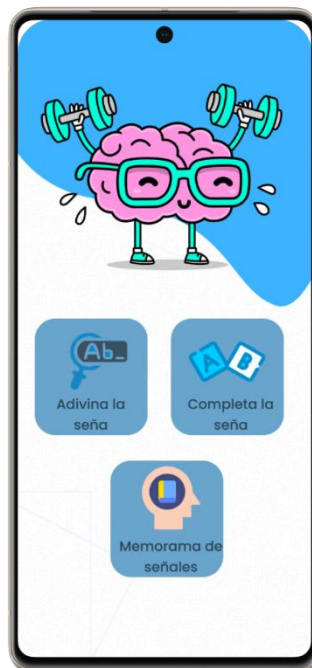 Ab_
Adivina la
seña
A B
Completa la
seña
Memorama de
señales